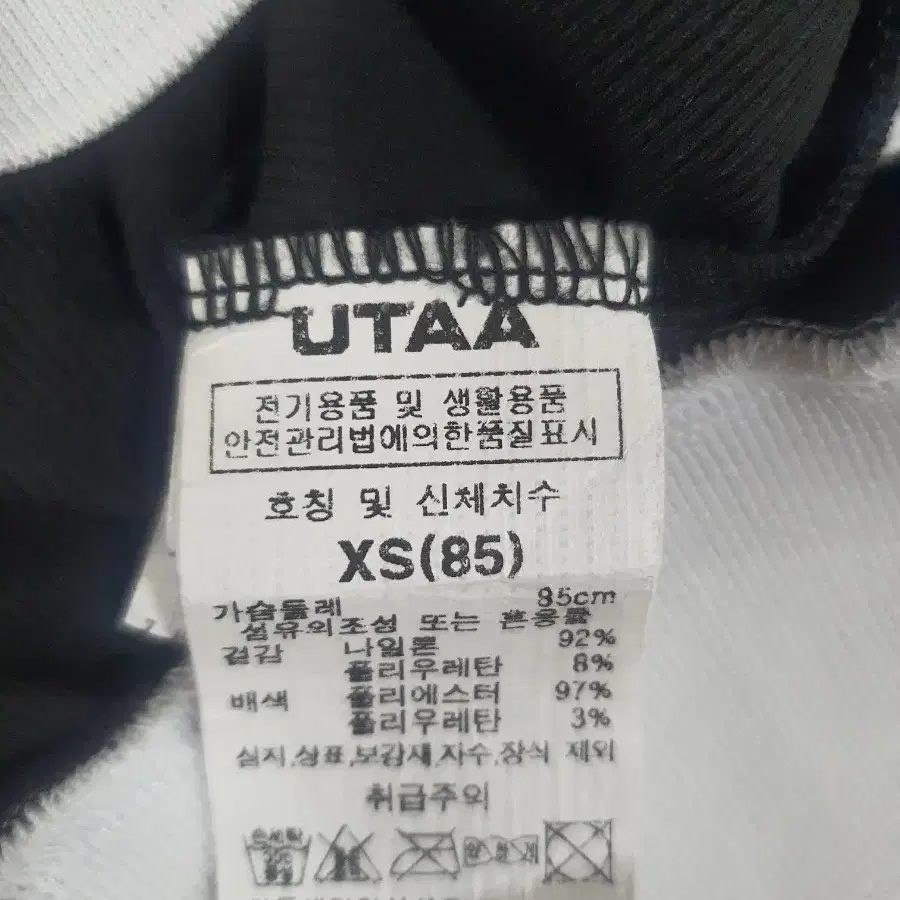 UTAA
전기용품 및 생활용품
안전관리법에의한품질표시
호칭 및 신체치수
XS(85)
가슴둘레 85cm
섬유의조성 또는 혼용률
겉감 나일론 92%
폴리우레탄 8%
배색 폴리에스터 97%
폴리우레탄 3%
심지,상표,보강재,자수,장식 제외
취급주의
손세탁